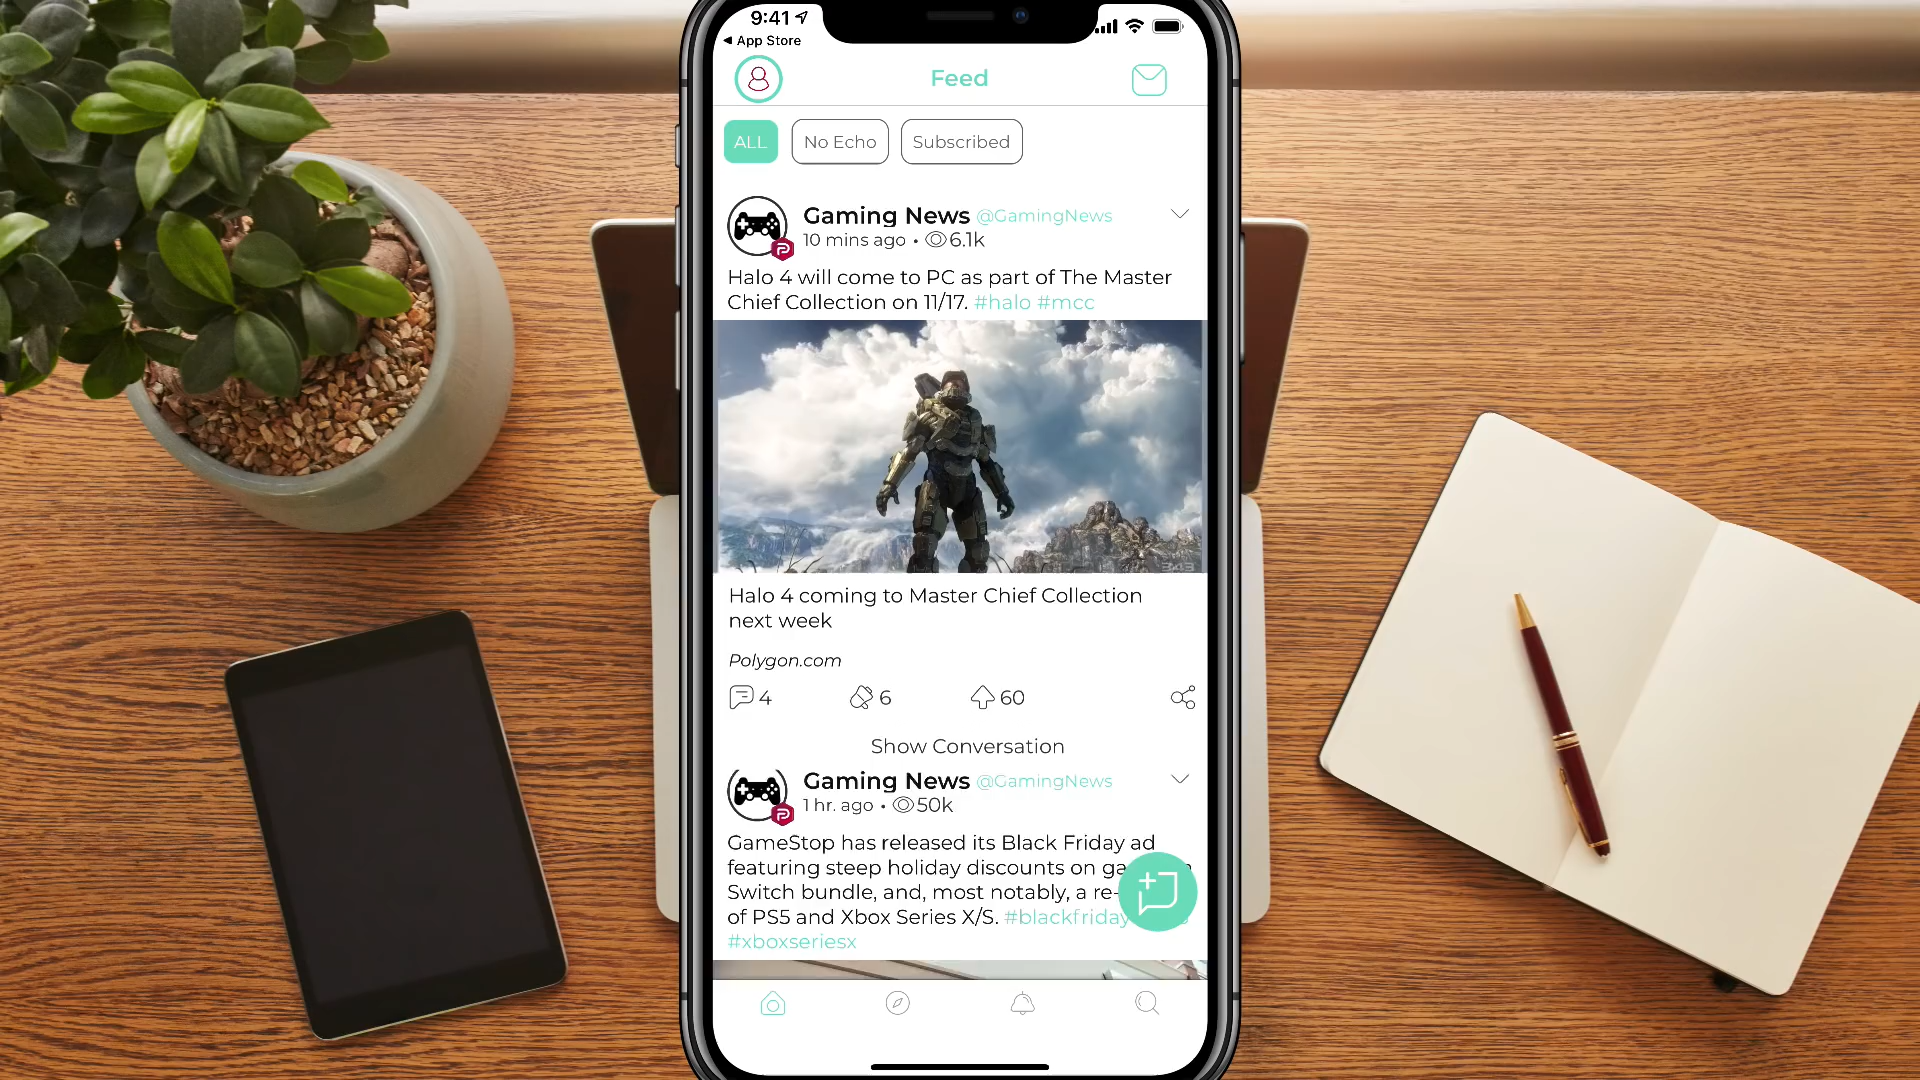 9:41
App Store
Feed
ALL
No Echo
Subscribed
Gaming News @GamingNews
10 mins ago • 6.1k
Halo 4 will come to PC as part of The Master
Chief Collection on 11/17. #halo #mcc
343
Halo 4 coming to Master Chief Collection
next week
Polygon.com
4
6
60
Show Conversation
Gaming News @GamingNews
1 hr. ago • 50k
GameStop has released its Black Friday ad
featuring steep holiday discounts on
Switch bundle, and, most notably, a re-
of PS5 and Xbox Series X/S. #blackfriday
#xboxseriesx